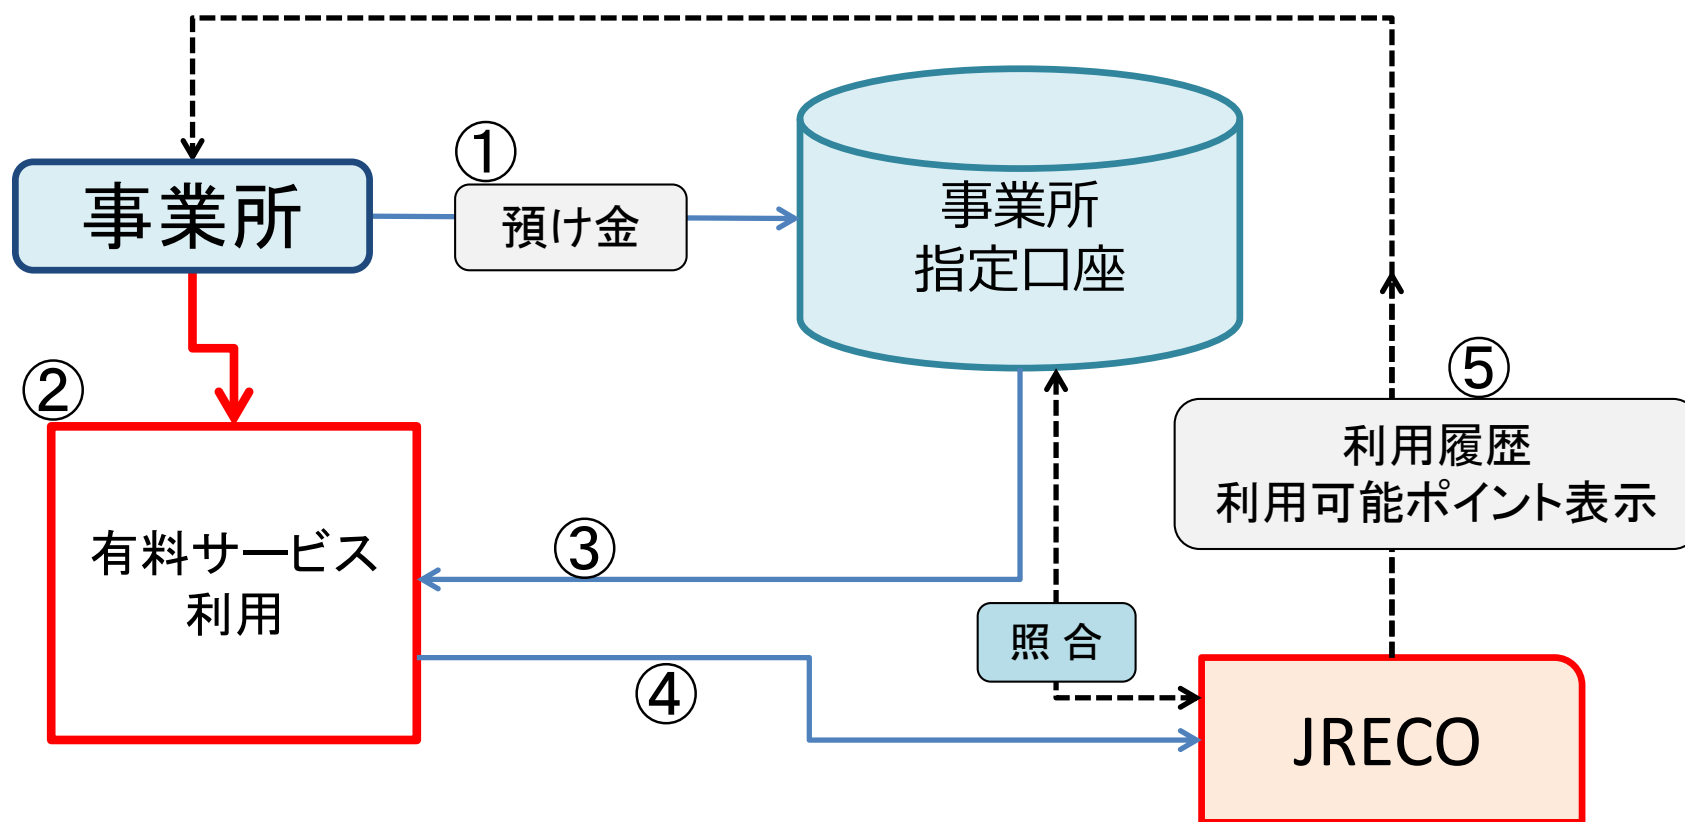 ①
事業所
預け金
事業所
指定口座
②
⑤
利用履歴
利用可能ポイント表示
有料サービス
利用
③
照 合
④
JRECO